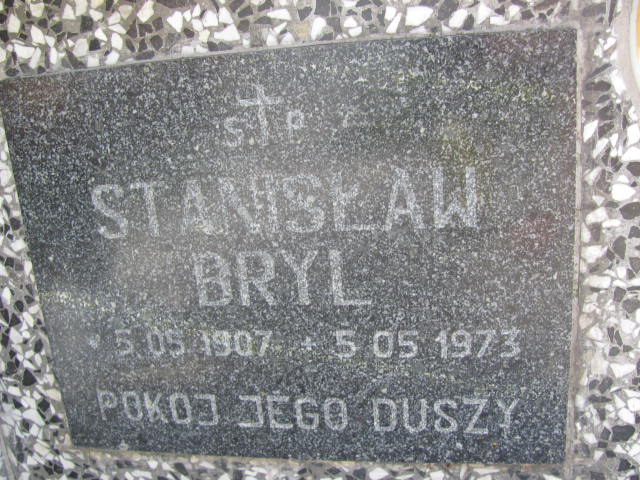 Ś † P
STANISŁAW
BRYL
* 5.05 1907 + 5 05 1973
POKOJ JEGO DUSZY